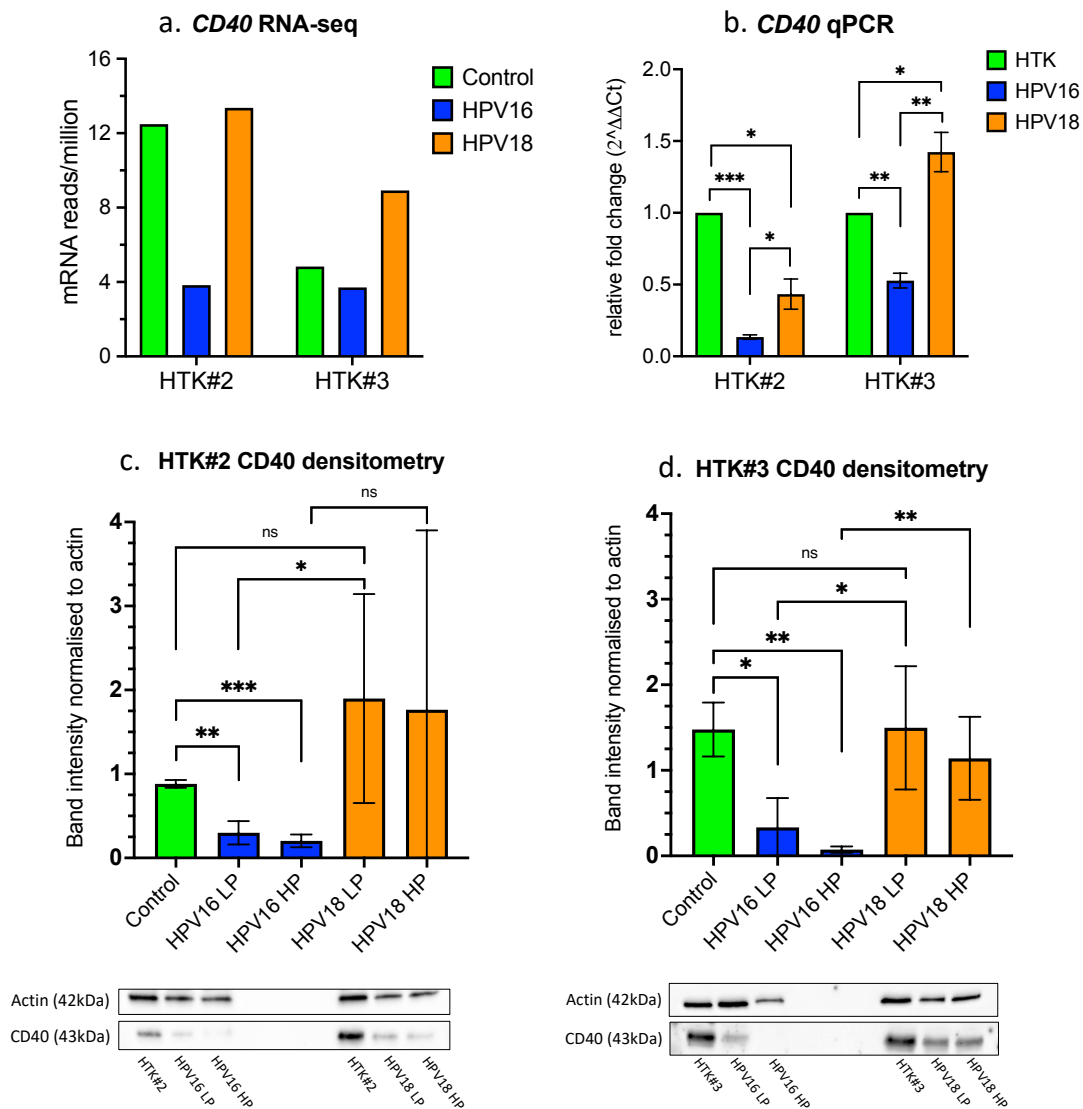 a. CD40 RNA-seq
16
12
8
4
0
mRNA reads/million
HTK#2
HTK#3
Control
HPV16
HPV18
b. CD40 qPCR
2.0
1.5
1.0
0.5
0.0
relative fold change (2^ΔΔCt)
*
***
*
*
**
**
HTK#2
HTK#3
HTK
HPV16
HPV18
c. HTK#2 CD40 densitometry
4
3
2
1
0
Band intensity normalised to actin
ns
ns
*
***
**
Control
HPV16 LP
HPV16 HP
HPV18 LP
HPV18 HP
Actin (42kDa)
CD40 (43kDa)
HTK#2
HPV16 LP
HPV16 HP
HTK#2
HPV18 LP
HPV18 HP
d. HTK#3 CD40 densitometry
4
3
2
1
0
Band intensity normalised to actin
**
ns
*
**
*
Control
HPV16 LP
HPV16 HP
HPV18 LP
HPV18 HP
Actin (42kDa)
CD40 (43kDa)
HTK#3
HPV16 LP
HPV16 HP
HTK#3
HPV18 LP
HPV18 HP